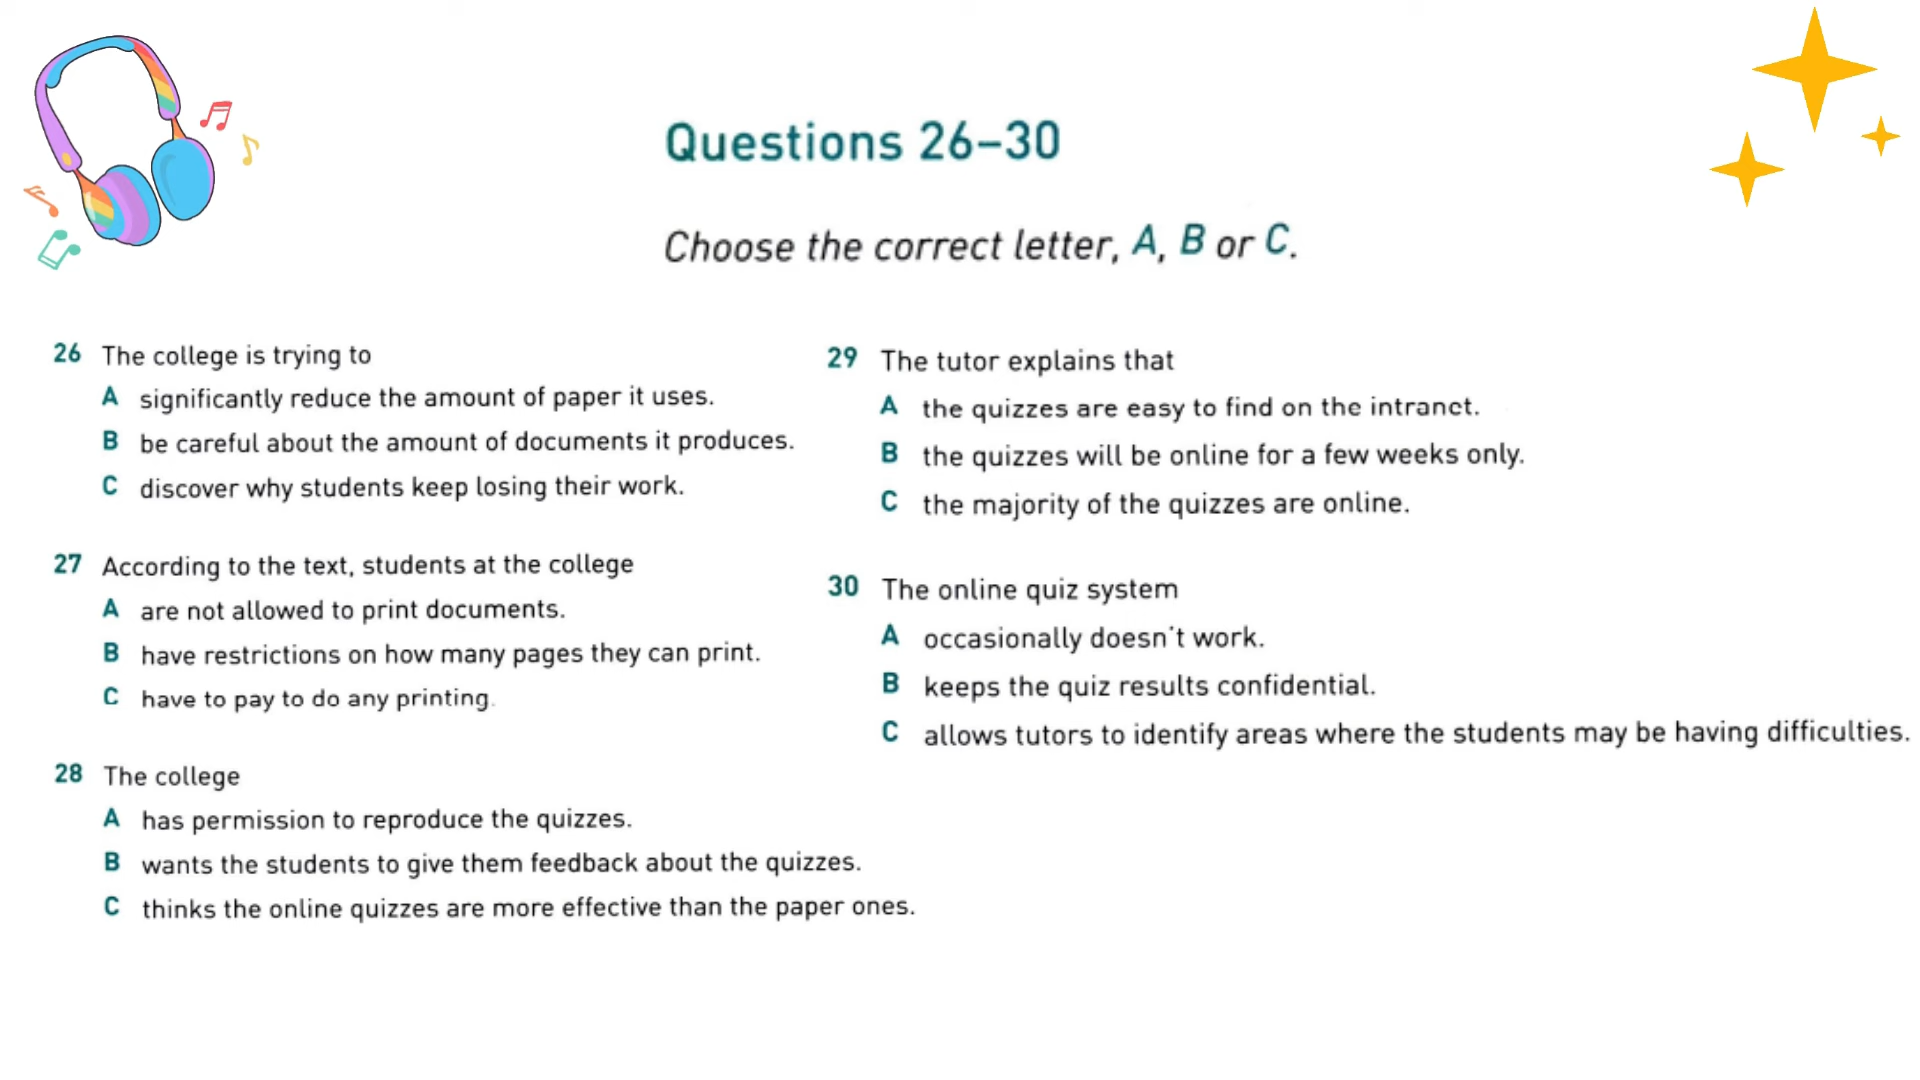 Questions 26–30
Choose the correct letter, A, B or C.
26 The college is trying to
A significantly reduce the amount of paper it uses.
B be careful about the amount of documents it produces.
C discover why students keep losing their work.
27 According to the text, students at the college
A are not allowed to print documents.
B have restrictions on how many pages they can print.
C have to pay to do any printing.
28 The college
A has permission to reproduce the quizzes.
B wants the students to give them feedback about the quizzes.
C thinks the online quizzes are more effective than the paper ones.
29 The tutor explains that
A the quizzes are easy to find on the intranet.
B the quizzes will be online for a few weeks only.
C the majority of the quizzes are online.
30 The online quiz system
A occasionally doesn't work.
B keeps the quiz results confidential.
C allows tutors to identify areas where the students may be having difficulties.